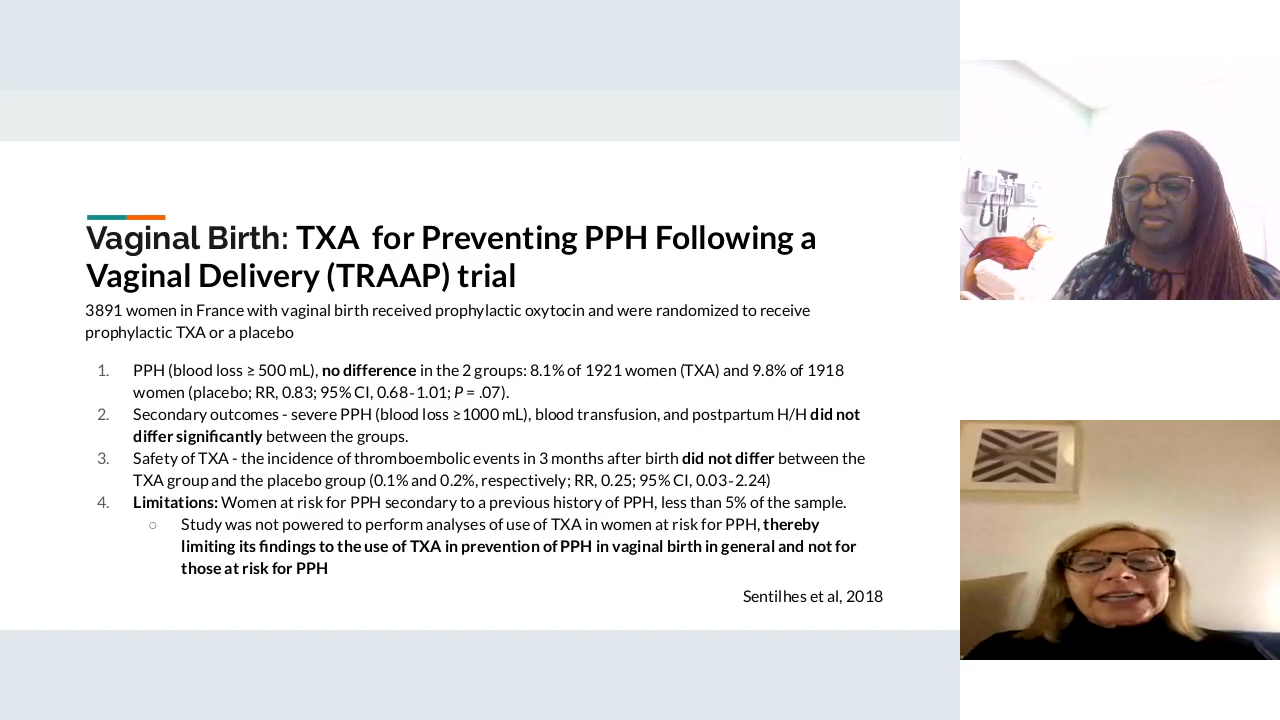 Vaginal Birth: TXA for Preventing PPH Following a
Vaginal Delivery (TRAAP) trial
3891 women in France with vaginal birth received prophylactic oxytocin and were randomized to receive
prophylactic TXA or a placebo
1. PPH (blood loss ≥ 500 mL), no difference in the 2 groups: 8.1% of 1921 women (TXA) and 9.8% of 1918
women (placebo; RR, 0.83; 95% CI, 0.68-1.01; P = .07).
2. Secondary outcomes - severe PPH (blood loss ≥1000 mL), blood transfusion, and postpartum H/H did not
differ significantly between the groups.
3. Safety of TXA - the incidence of thromboembolic events in 3 months after birth did not differ between the
TXA group and the placebo group (0.1% and 0.2%, respectively; RR, 0.25; 95% CI, 0.03-2.24)
4. Limitations: Women at risk for PPH secondary to a previous history of PPH, less than 5% of the sample.
○ Study was not powered to perform analyses of use of TXA in women at risk for PPH, thereby
limiting its findings to the use of TXA in prevention of PPH in vaginal birth in general and not for
those at risk for PPH
Sentilhes et al, 2018